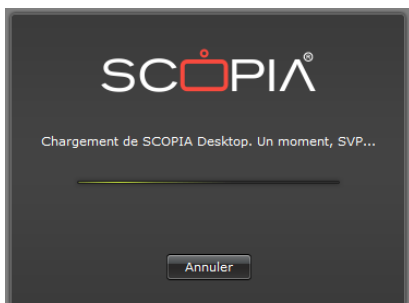 SCOPIA®
Chargement de SCOPIA Desktop. Un moment, SVP...
Annuler